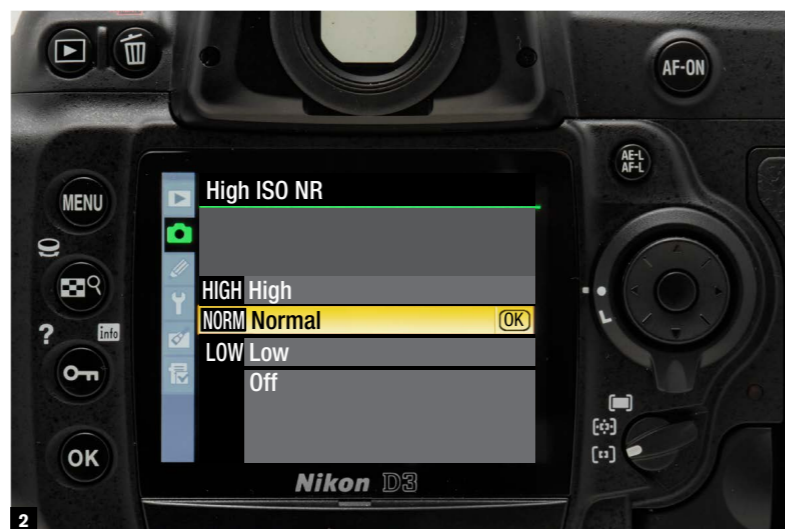 AF-ON
AE-L
AF-L
MENU
High ISO NR
HIGH High
NORM Normal OK
LOW Low
Off
? info
OK
Nikon D3
2